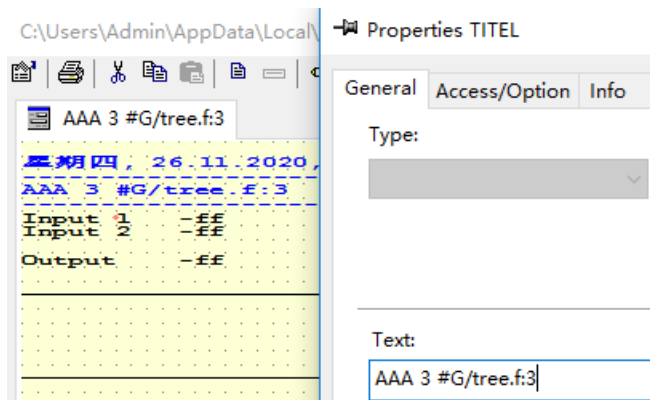 C:\Users\Admin\AppData\Local\
Properties TITEL
General Access/Option Info
AAA 3 #G/tree.f:3
Type:
星期四, 26.11.2020,
AAA 3 #G/tree.f:3
Input 1 -ff
Input 2 -ff
Output -ff
Text:
AAA 3 #G/tree.f:3